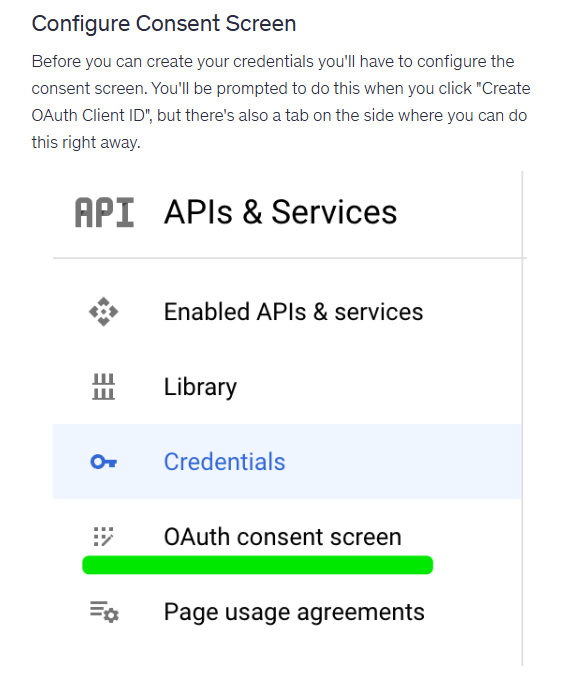 Configure Consent Screen
Before you can create your credentials you'll have to configure the
consent screen. You'll be prompted to do this when you click "Create
OAuth Client ID", but there's also a tab on the side where you can do
this right away.
API APIs & Services
Enabled APIs & services
Library
Credentials
OAuth consent screen
Page usage agreements